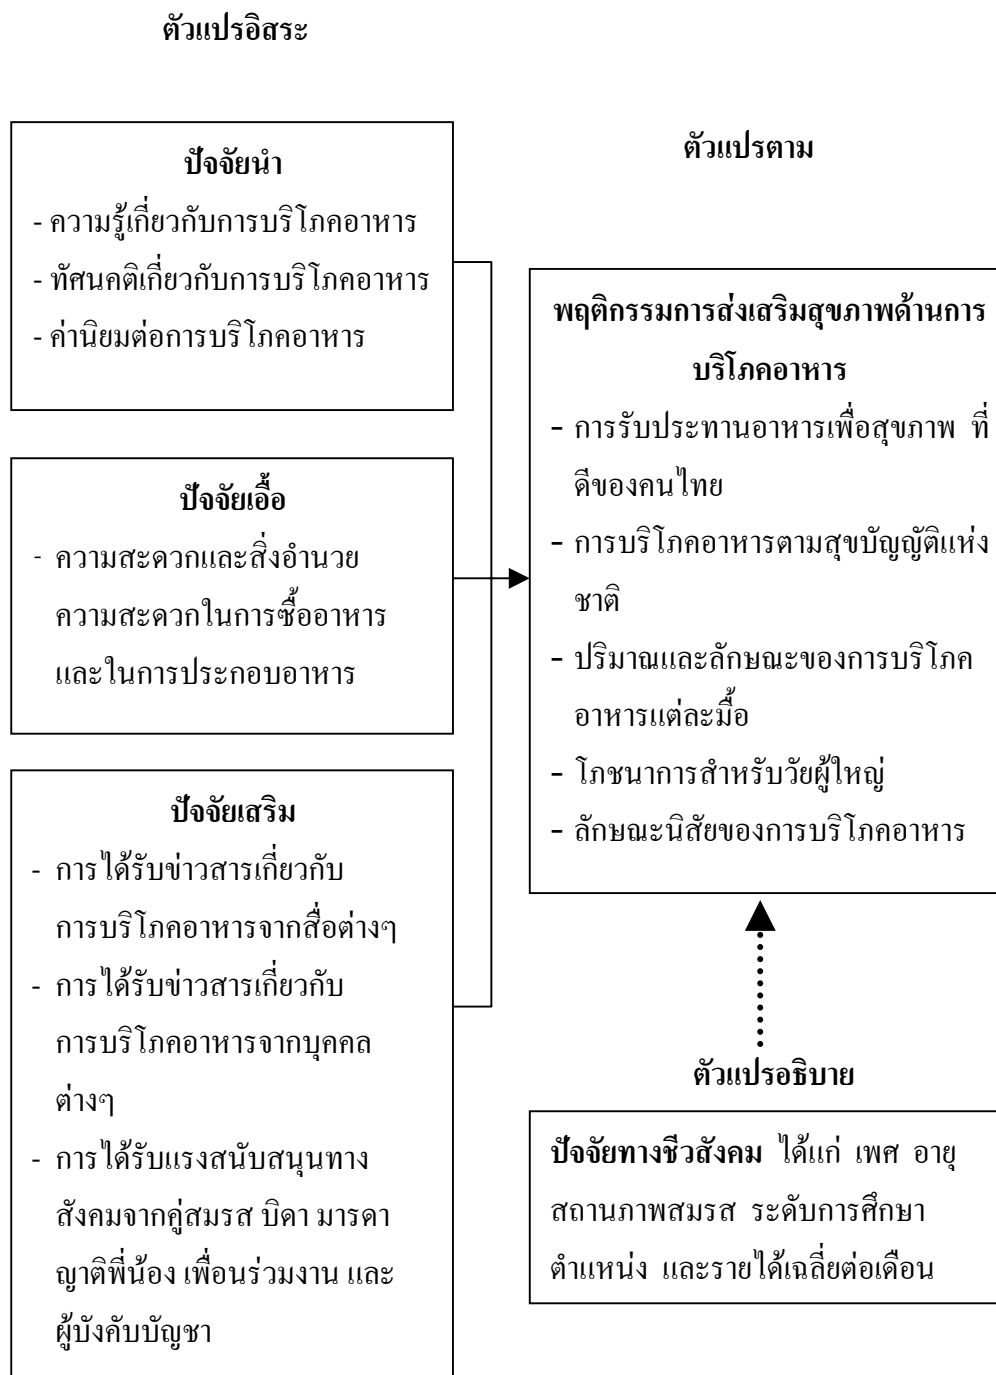 ตัวแปรอิสระ
ปัจจัยนำ
- ความรู้เกี่ยวกับการบริโภคอาหาร
- ทัศนคติเกี่ยวกับการบริโภคอาหาร
- ค่านิยมต่อการบริโภคอาหาร
ปัจจัยเอื้อ
- ความสะดวกและสิ่งอำนวย
ความสะดวกในการซื้ออาหาร
และในการประกอบอาหาร
ปัจจัยเสริม
- การได้รับข่าวสารเกี่ยวกับ
การบริโภคอาหารจากสื่อต่างๆ
- การได้รับข่าวสารเกี่ยวกับ
การบริโภคอาหารจากบุคคล
ต่างๆ
- การได้รับแรงสนับสนุนทาง
สังคมจากคู่สมรส บิดา มารดา
ญาติพี่น้อง เพื่อนร่วมงาน และ
ผู้บังคับบัญชา
ตัวแปรตาม
พฤติกรรมการส่งเสริมสุขภาพด้านการ
บริโภคอาหาร
- การรับประทานอาหารเพื่อสุขภาพ ที่
ดีของคนไทย
- การบริโภคอาหารตามสุขบัญญัติแห่ง
ชาติ
- ปริมาณและลักษณะของการบริโภค
อาหารแต่ละมื้อ
- โภชนาการสำหรับวัยผู้ใหญ่
- ลักษณะนิสัยของการบริโภคอาหาร
ตัวแปรอธิบาย
ปัจจัยทางชีวสังคม ได้แก่ เพศ อายุ
สถานภาพสมรส ระดับการศึกษา
ตำแหน่ง และรายได้เฉลี่ยต่อเดือน